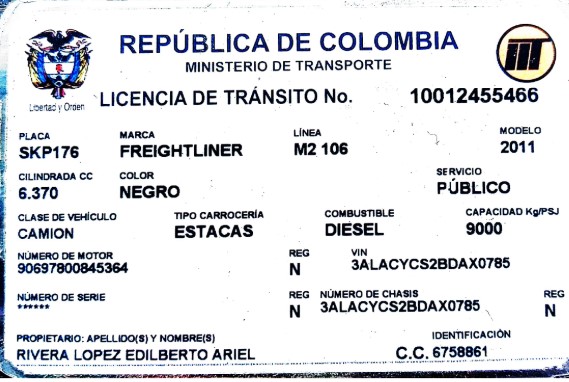 REPÚBLICA DE COLOMBIA
MINISTERIO DE TRANSPORTE
Libertad y Orden
LICENCIA DE TRÁNSITO No. 10012455466
PLACA MARCA LÍNEA MODELO
SKP176 FREIGHTLINER M2 106 2011
CILINDRADA CC COLOR SERVICIO
6.370 NEGRO PÚBLICO
CLASE DE VEHÍCULO TIPO CARROCERÍA COMBUSTIBLE CAPACIDAD Kg/PSJ
CAMION ESTACAS DIESEL 9000
NÚMERO DE MOTOR REG VIN
90697800845364 N 3ALACYCS2BDAX0785
NÚMERO DE SERIE REG NÚMERO DE CHASIS REG
****** N 3ALACYCS2BDAX0785 N
PROPIETARIO: APELLIDO(S) Y NOMBRE(S) IDENTIFICACIÓN
RIVERA LOPEZ EDILBERTO ARIEL C.C. 6758861